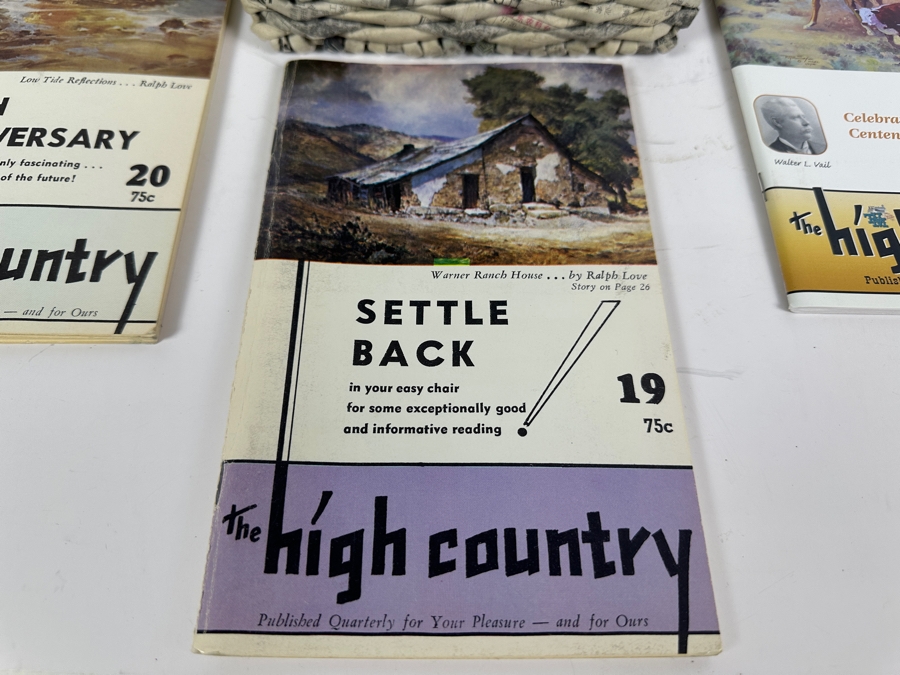 Low Tide Reflections . . . Ralph Love
VERSARY
only fascinating . . .
of the future!
20
75c
untry
— and for Ours
Warner Ranch House . . . by Ralph Love
Story on Page 26
SETTLE
BACK
in your easy chair
for some exceptionally good
and informative reading
!
19
75c
the high country
Published Quarterly for Your Pleasure — and for Ours
Walter L. Vail
Celebra
Centen
the hig
Publis